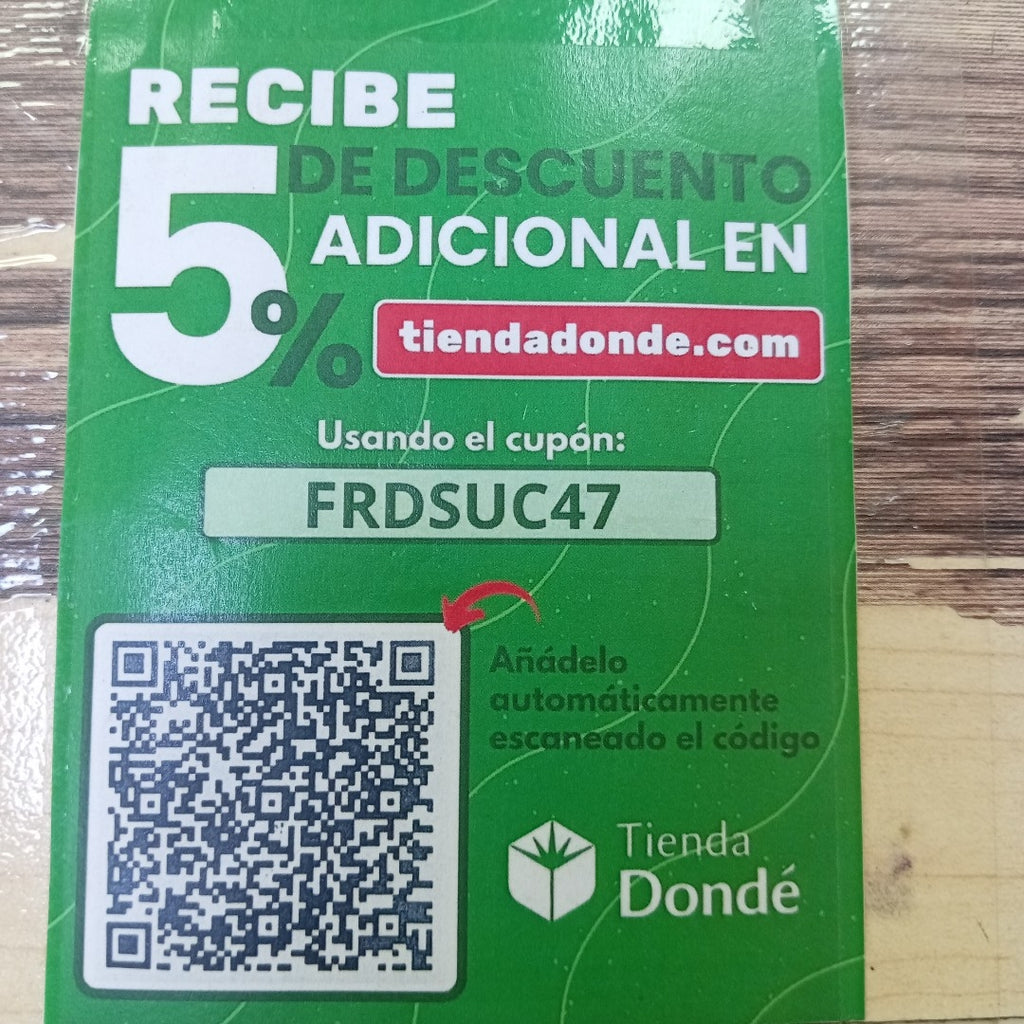 RECIBE
5% DE DESCUENTO
ADICIONAL EN
tiendadonde.com
Usando el cupón:
FRDSUC47
Añádelo
automáticamente
escaneado el código
Tienda
Dondé